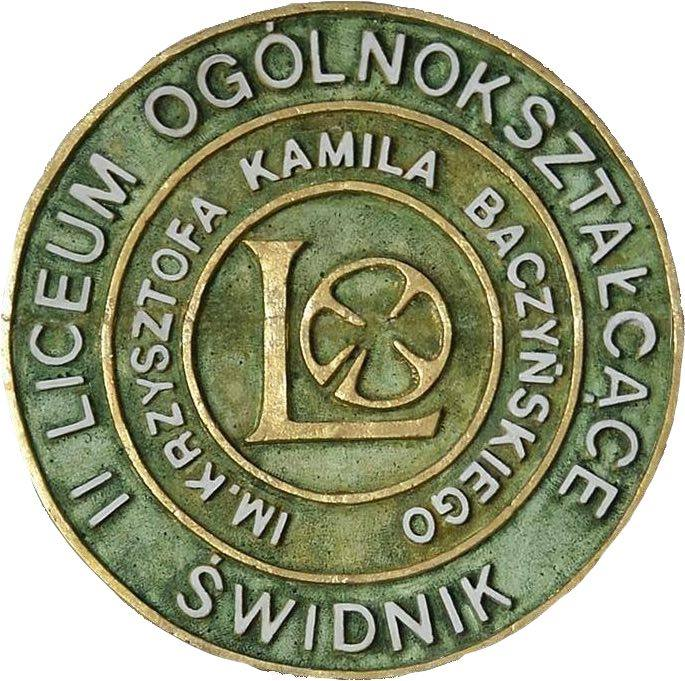 II LICEUM OGÓLNOKSZTAŁCĄCE
IM. KRZYSZTOFA KAMILA BACZYŃSKIEGO
LO
ŚWIDNIK